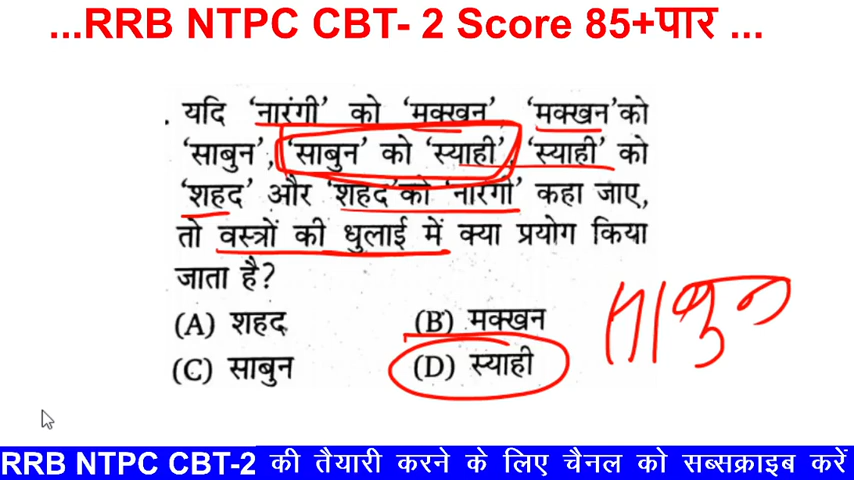 ...RRB NTPC CBT- 2 Score 85+पार ...
. यदि ‘नारंगी’ को ‘मक्खन’ ‘मक्खन’को
‘साबुन’, ‘साबुन’ को ‘स्याही’, ‘स्याही’ को
‘शहद’ और ‘शहद’को ‘नारंगी’ कहा जाए,
तो वस्त्रों की धुलाई में क्या प्रयोग किया
जाता है?
(A) शहद (B) मक्खन
(C) साबुन (D) स्याही
साबुन
RRB NTPC CBT-2 की तैयारी करने के लिए चैनल को सब्सक्राइब करें